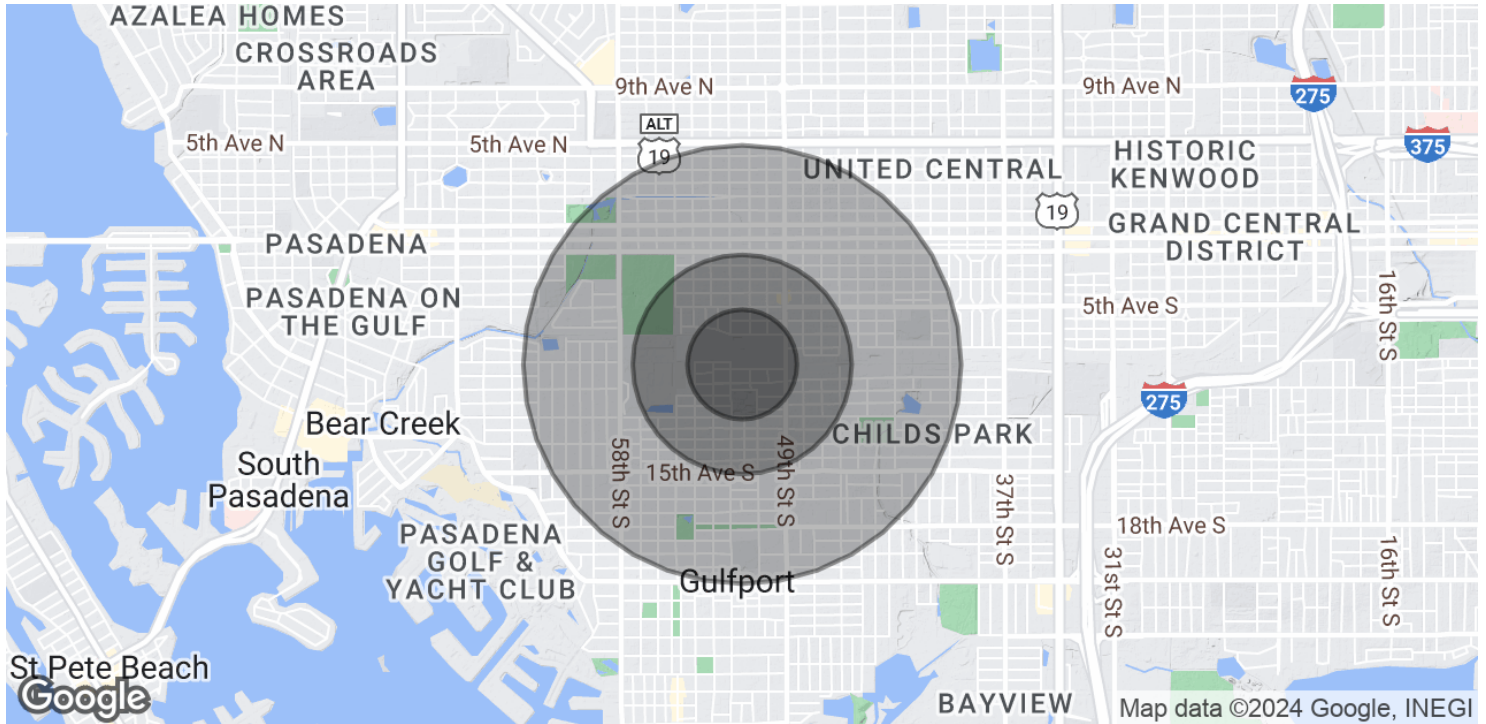 AZALEA HOMES
CROSSROADS
AREA
9th Ave N
9th Ave N
275
ALT
19
5th Ave N
5th Ave N
375
HISTORIC
KENWOOD
UNITED CENTRAL
19
GRAND CENTRAL
DISTRICT
PASADENA
PASADENA ON
THE GULF
5th Ave S
16th St S
275
Bear Creek
CHILDS PARK
58th St S
49th St S
15th Ave S
South
Pasadena
37th St S
18th Ave S
PASADENA
GOLF &
YACHT CLUB
31st St S
16th St S
Gulfport
St Pete Beach
Google
BAYVIEW
Map data ©2024 Google, INEGI